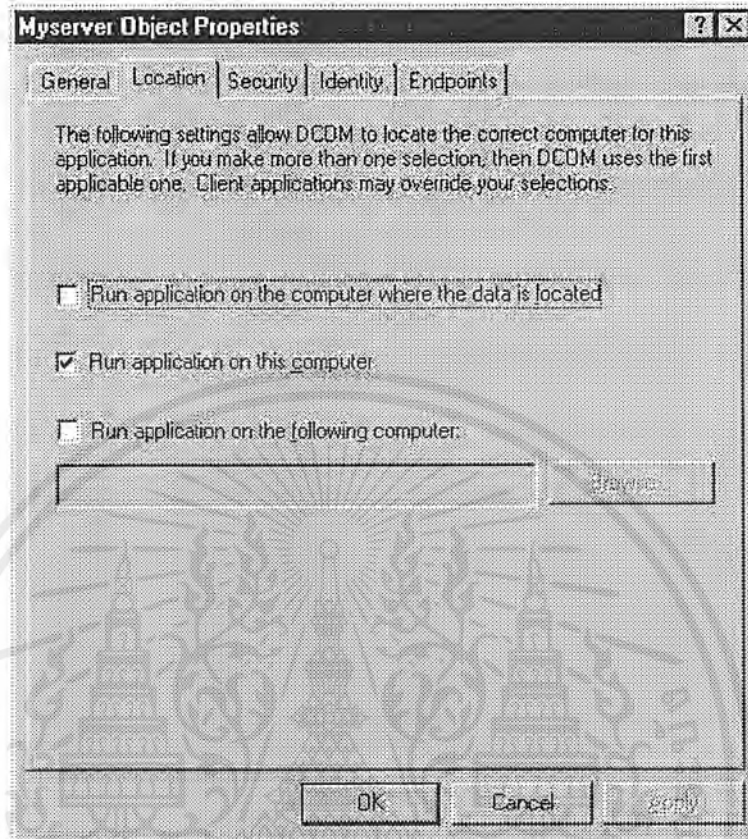 Myserver Object Properties
General Location Security Identity Endpoints
The following settings allow DCOM to locate the correct computer for this
application. If you make more than one selection, then DCOM uses the first
applicable one. Client applications may override your selections.
Run application on the computer where the data is located
Run application on this computer
Run application on the following computer:
Browse...
OK Cancel Apply